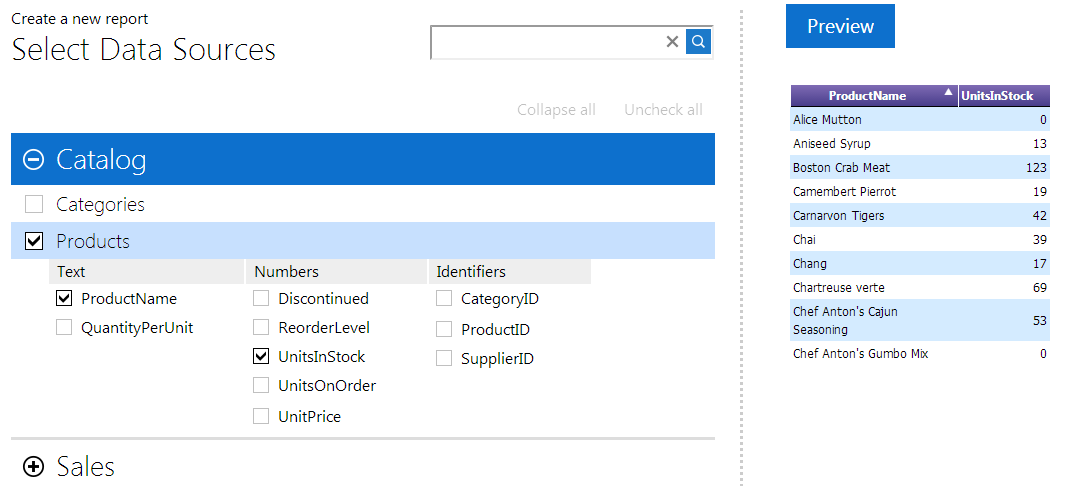 Create a new report
Select Data Sources
Collapse all Uncheck all
Catalog
Categories
Products
Text Numbers Identifiers
ProductName Discontinued CategoryID
QuantityPerUnit ReorderLevel ProductID
UnitsInStock SupplierID
UnitsOnOrder
UnitPrice
Sales
Preview
ProductName UnitsInStock
Alice Mutton 0
Aniseed Syrup 13
Boston Crab Meat 123
Camembert Pierrot 19
Carnarvon Tigers 42
Chai 39
Chang 17
Chartreuse verte 69
Chef Anton's Cajun
Seasoning 53
Chef Anton's Gumbo Mix 0